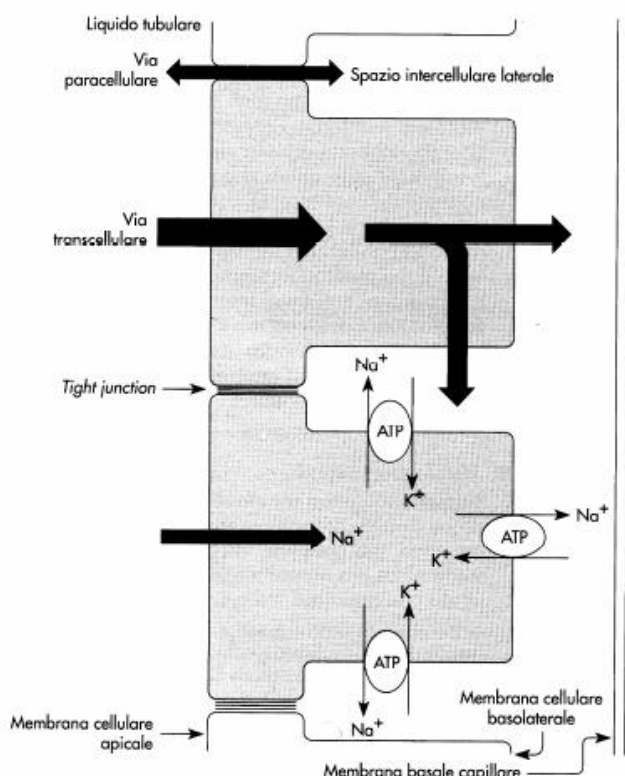 Liquido tubulare
Via
paracellulare
Spazio intercellulare laterale
Via
transcellulare
Na⁺
Tight junction
ATP
K⁺
Na⁺
Na⁺
ATP
K⁺
K⁺
ATP
Membrana cellulare
basolaterale
Membrana cellulare
apicale
Na⁺
Membrana basale capillare